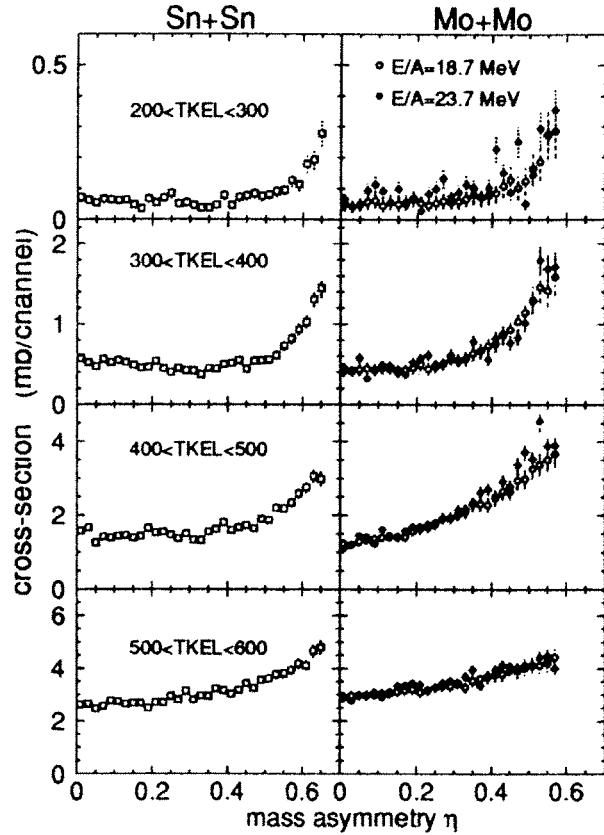 Sn+Sn Mo+Mo
0.5
200<TKEL<300
E/A=18.7 MeV
E/A=23.7 MeV
0
2
300<TKEL<400
1
0
4
400<TKEL<500
2
0
6
500<TKEL<600
4
2
0
0 0.2 0.4 0.6 0 0.2 0.4 0.6
mass asymmetry η
cross-section (mb/channel)